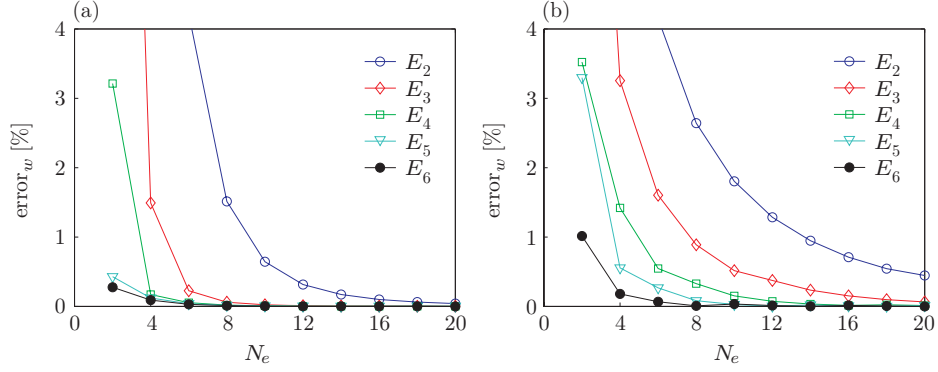 (a)
error_w [%]
4
3
2
1
0
0 4 8 12 16 20
N_e
E_2
E_3
E_4
E_5
E_6
(b)
error_w [%]
4
3
2
1
0
0 4 8 12 16 20
N_e
E_2
E_3
E_4
E_5
E_6